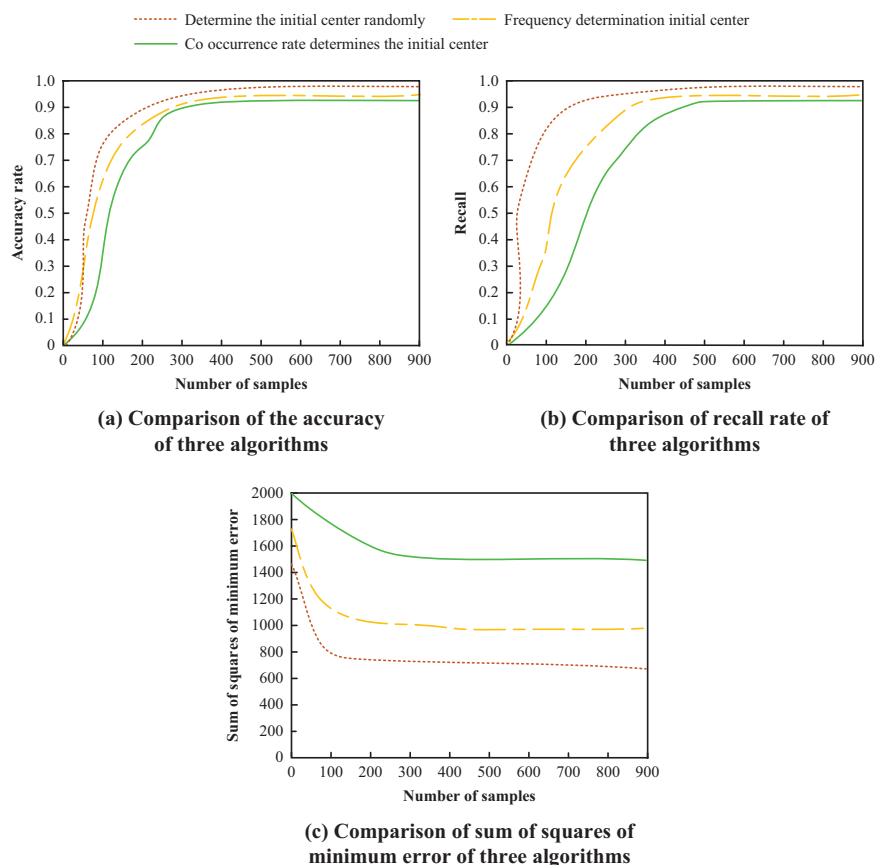 Determine the initial center randomly
Frequency determination initial center
Co occurrence rate determines the initial center
1.0
0.9
0.8
0.7
0.6
0.5
0.4
0.3
0.2
0.1
0
Accuracy rate
0 100 200 300 400 500 600 700 800 900
Number of samples
(a) Comparison of the accuracy
of three algorithms
1.0
0.9
0.8
0.7
0.6
0.5
0.4
0.3
0.2
0.1
0
Recall
0 100 200 300 400 500 600 700 800 900
Number of samples
(b) Comparison of recall rate of
three algorithms
2000
1800
1600
1400
1200
1000
800
600
400
200
0
Sum of squares of minimum error
0 100 200 300 400 500 600 700 800 900
Number of samples
(c) Comparison of sum of squares of
minimum error of three algorithms